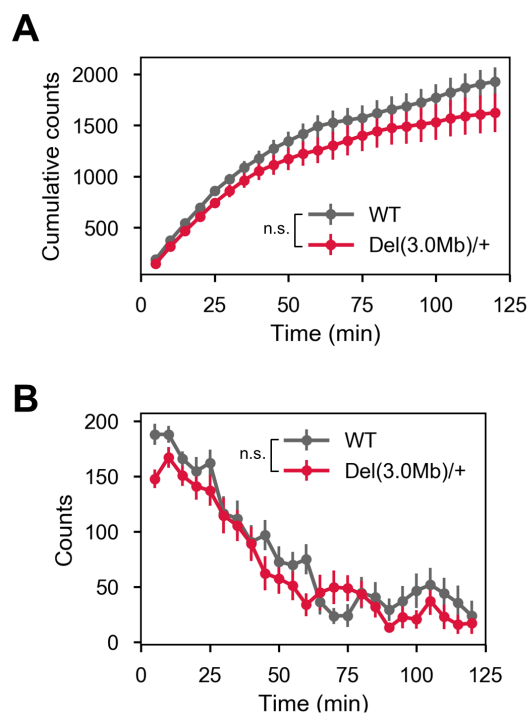 A
Cumulative counts
2000
1500
1000
500
n.s.
WT
Del(3.0Mb)/+
0 25 50 75 100 125
Time (min)
B
Counts
200
150
100
50
0
n.s.
WT
Del(3.0Mb)/+
0 25 50 75 100 125
Time (min)